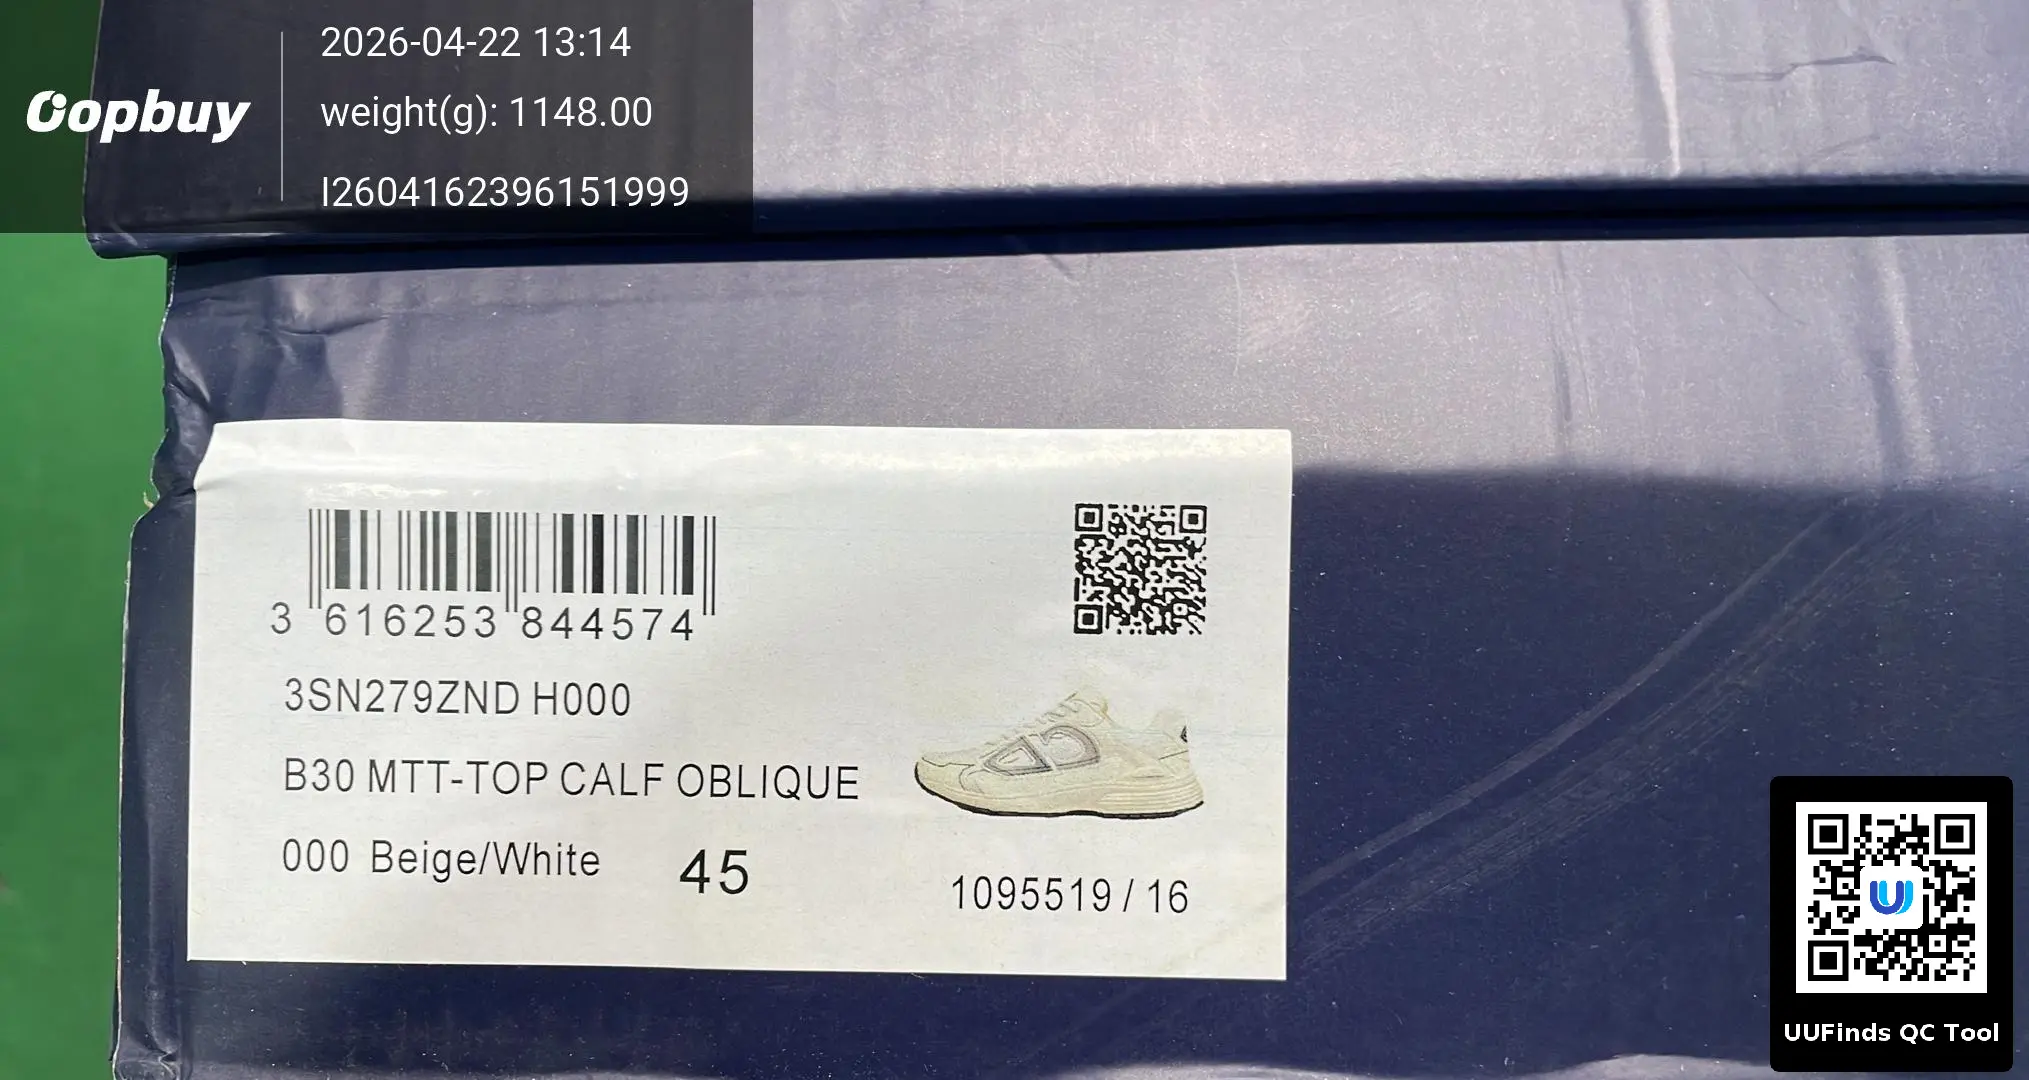 Oopbuy
2026-04-22 13:14
weight(g): 1148.00
I2604162396151999
3 616253 844574
3SN279ZND H000
B30 MTT-TOP CALF OBLIQUE
000 Beige/White 45
1095519 / 16
UUFinds QC Tool